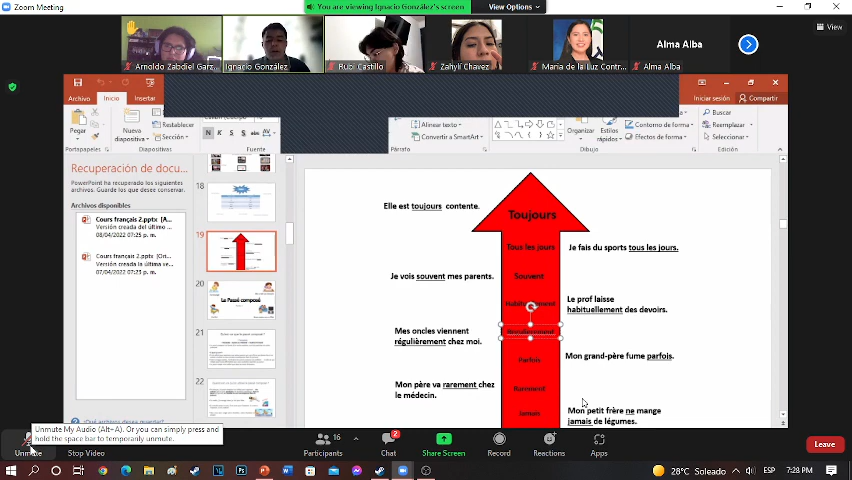 Zoom Meeting
You are viewing Ignacio González's screen
View Options
View
Arnoldo Zabdiel Garz...
Ignacio González
Rubí Castillo
Zahyli Chavez
Maria de la luz Contr...
Alma Alba
Alma Alba
Archivo
Inicio
Insertar
Iniciar sesión
Compartir
Pegar
Nueva
diapositiva
Restablecer
Sección
Alinear texto
Convertir a SmartArt
Organizar
Estilos
rápidos
Contorno de forma
Efectos de forma
Buscar
Reemplazar
Seleccionar
Portapapeles
Diapositivas
Fuente
Párrafo
Dibujo
Edición
Recuperación de docu...
PowerPoint ha recuperado los siguientes
archivos. Guarde los que desee conservar.
Archivos disponibles
Cours français 2.pptx [A...
Versión creada del último ...
08/04/2022 07:25 p. m.
Cours français 2.pptx [Ori...
Versión creada la última ve...
07/04/2022 07:23 p. m.
18
19
20
La Passé composé
21
22
Toujours
Elle est toujours contente.
Tous les jours
Je fais du sports tous les jours.
Souvent
Je vois souvent mes parents.
Le prof laisse
habituellement des devoirs.
Mes oncles viennent
régulièrement chez moi.
Parfois
Mon grand-père fume parfois.
Rarement
Mon père va rarement chez
le médecin.
Jamais
Mon petit frère ne mange
jamais de légumes.
Unmute My Audio (Alt+A). Or you can simply press and
hold the space bar to temporarily unmute.
Unmute
Stop Video
16
Participants
2
Chat
Share Screen
Record
Reactions
Apps
Leave
28°C Soleado
ESP
7:28 PM